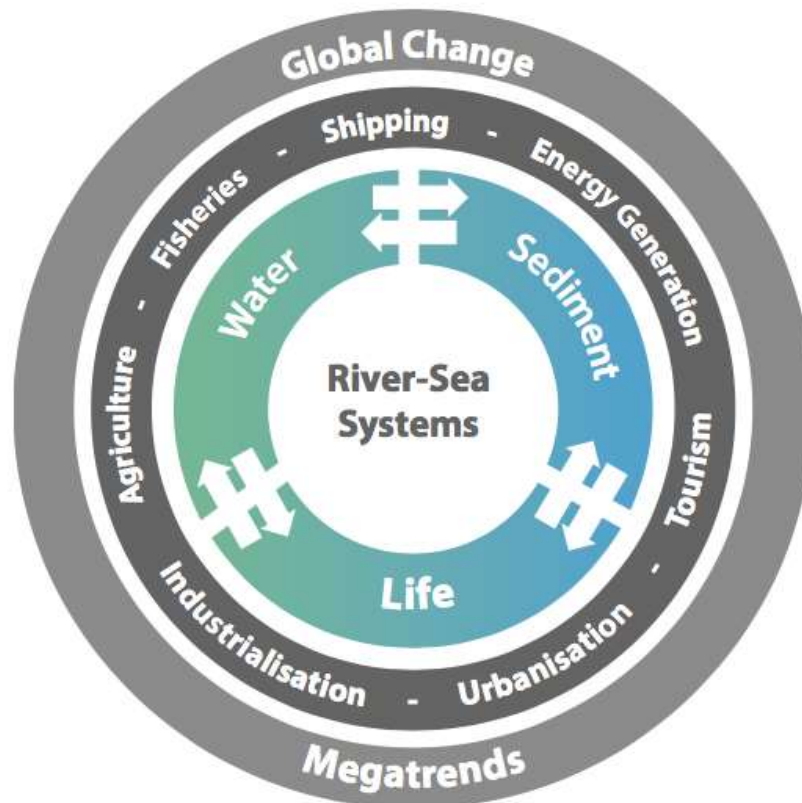 Global Change
Shipping - Energy Generation
Tourism - Urbanisation - Industrialisation
Agriculture - Fisheries -
Water
Sediment
Life
River-Sea
Systems
Megatrends